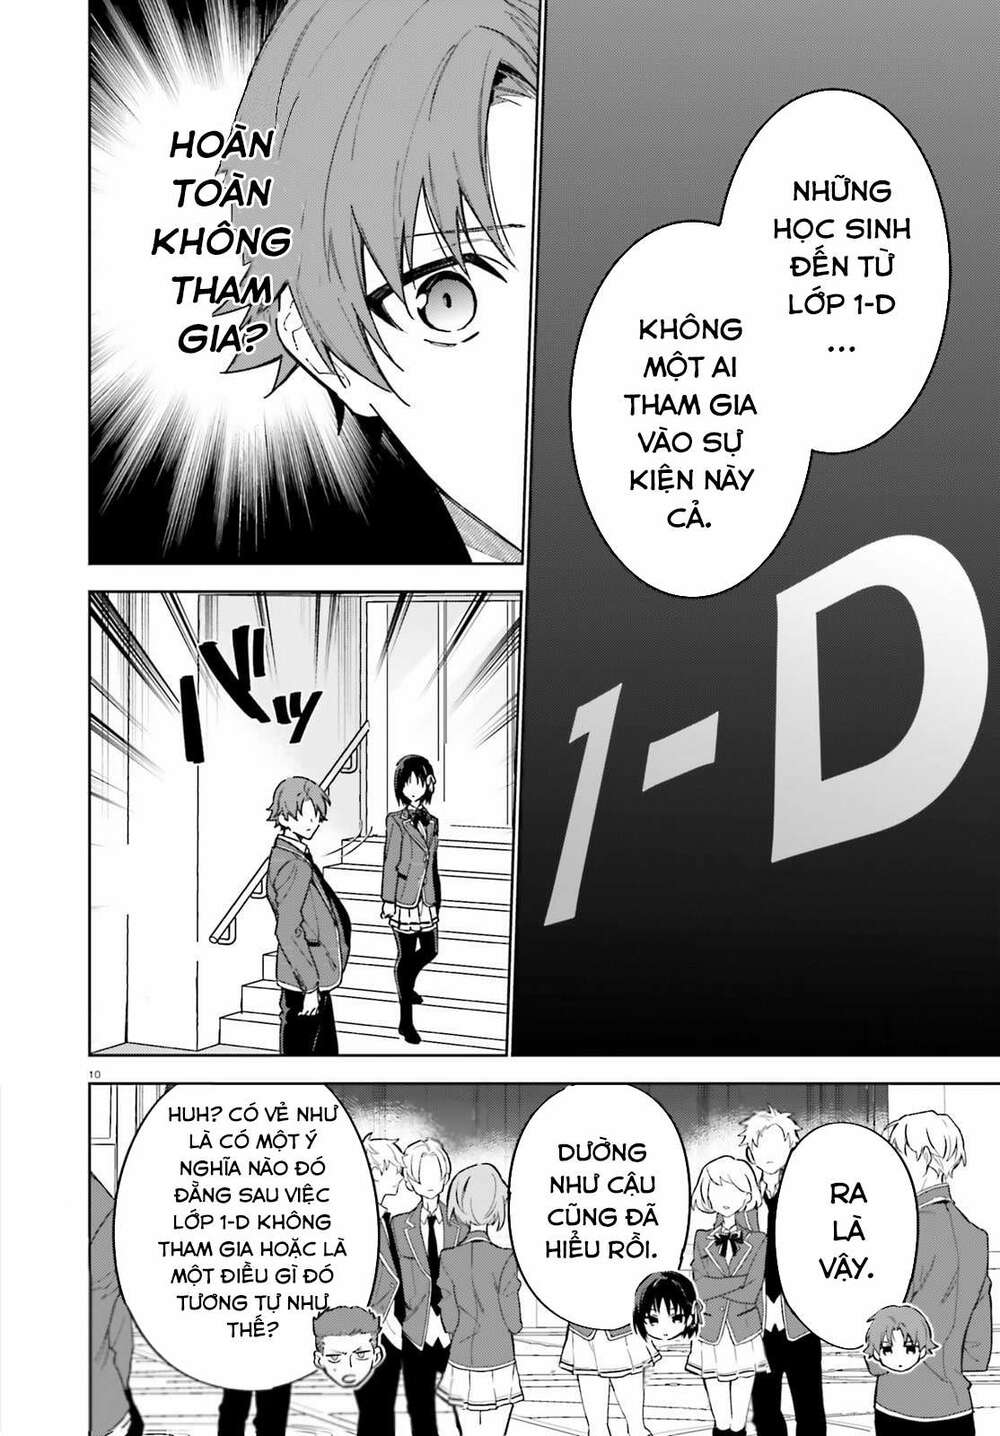 NHỮNG
HỌC SINH
ĐẾN TỪ
LỚP 1-D
...
KHÔNG
MỘT AI
THAM GIA
VÀO SỰ
KIỆN NÀY
CẢ.
1-D
HOÀN
TOÀN
KHÔNG
THAM
GIA?
バッ
10
RA
LÀ
VẬY.
DƯỜNG
NHƯ CẬU
CŨNG ĐÃ
HIỂU RỒI.
HUH? CÓ VẺ NHƯ
LÀ CÓ MỘT Ý
NGHĨA NÀO ĐÓ
ĐẰNG SAU VIỆC
LỚP 1-D KHÔNG
THAM GIA HOẶC LÀ
MỘT ĐIỀU GÌ ĐÓ
TƯƠNG TỰ NHƯ
THẾ?